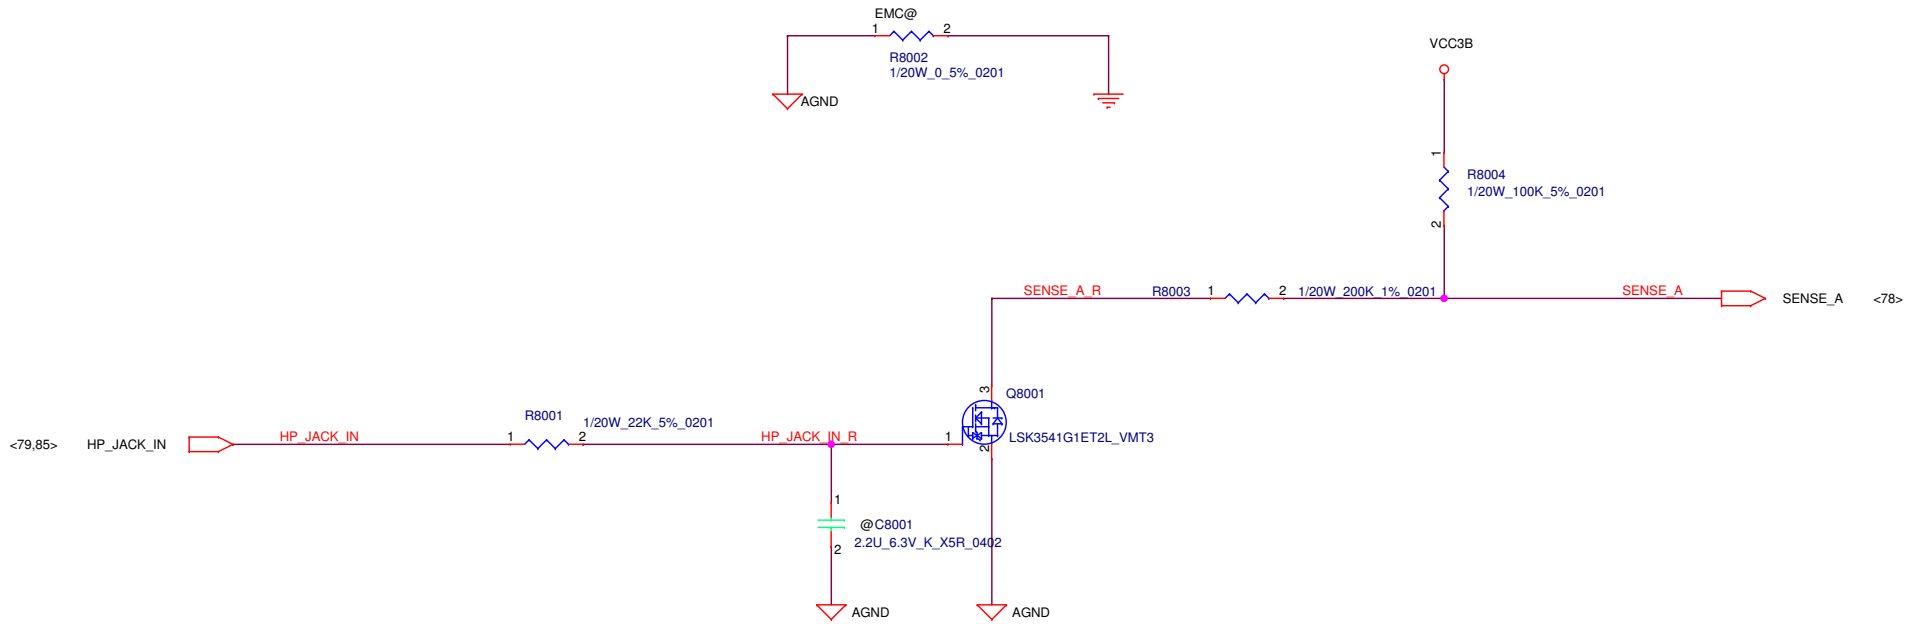 EMC@
1
2
R8002
1/20W_0_5%_0201
AGND
VCC3B
1
R8004
1/20W_100K_5%_0201
2
SENSE_A_R
R8003
1
2
1/20W_200K_1%_0201
SENSE_A
SENSE_A
<78>
3
Q8001
R8001
1/20W_22K_5%_0201
<79,85>
HP_JACK_IN
HP_JACK_IN
1
2
HP_JACK_IN_R
1
LSK3541G1ET2L_VMT3
2
1
@C8001
2.2U_6.3V_K_X5R_0402
2
AGND
AGND